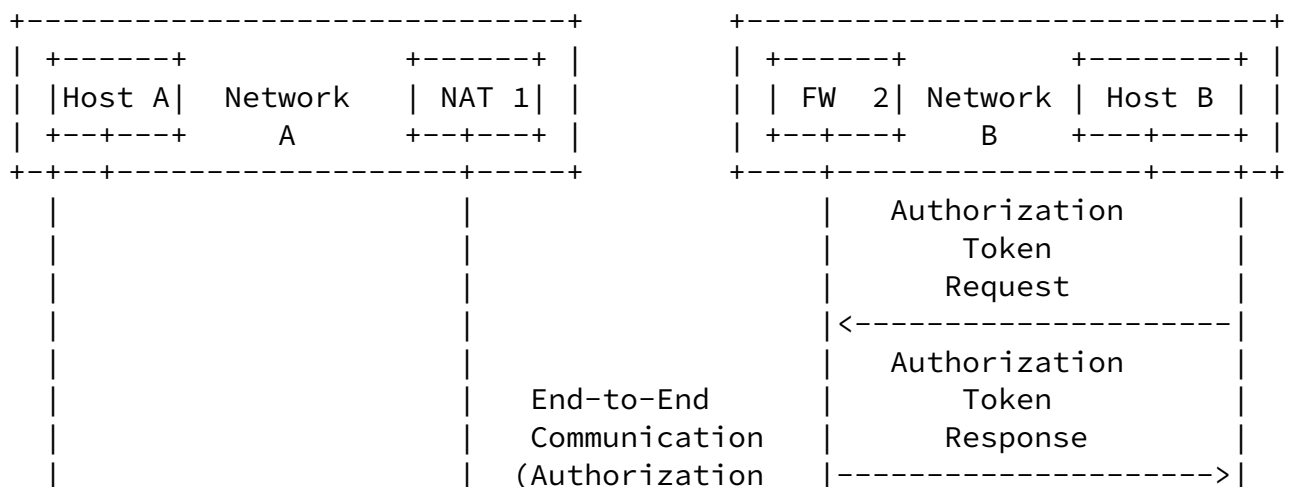 +-------------------------------+        +------------------------------+
|  +------+            +------+  |        |  +------+         +--------+  |
|  |Host A|  Network   | NAT 1|  |        |  | FW  2| Network | Host B |  |
|  +--+---+     A      +--+---+  |        |  +--+---+    B    +---+----+  |
+-+--+-------------------+-----+        +----+-----------------+----+-+
  |                      |                   |   Authorization      |
  |                      |                   |       Token          |
  |                      |                   |      Request         |
  |                      |                   |<---------------------|
  |                      |                   |   Authorization      |
  |                      |   End-to-End      |       Token          |
  |                      |   Communication   |      Response        |
  |                      |  (Authorization   |--------------------->|